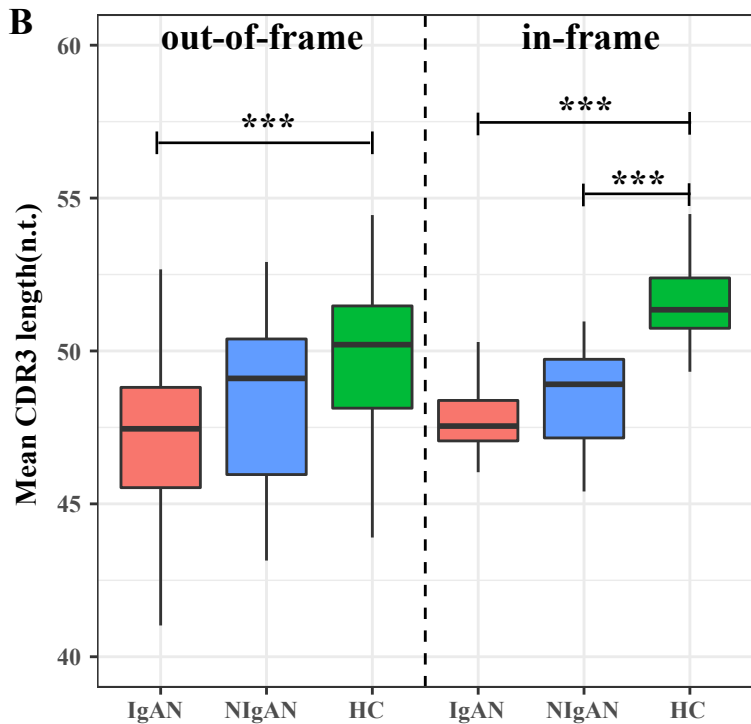 B
out-of-frame in-frame
60
***
***
***
55
50
45
40
Mean CDR3 length(n.t.)
IgAN NIgAN HC IgAN NIgAN HC